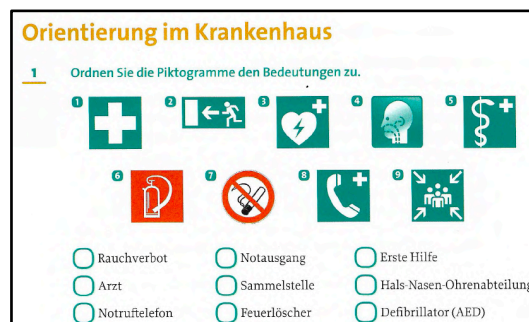 Orientierung im Krankenhaus
1 Ordnen Sie die Piktogramme den Bedeutungen zu.
1 2 3 4 5
6 7 8 9
Rauchverbot Notausgang Erste Hilfe
Arzt Sammelstelle Hals-Nasen-Ohrenabteilung
Notruftelefon Feuerlöscher Defibrillator (AED)